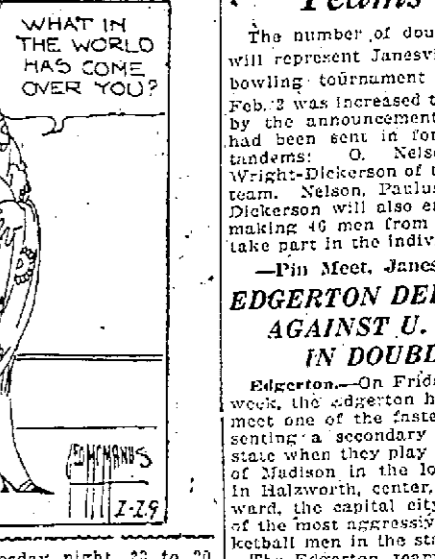 WHAT IN
THE WORLD
HAS COME
OVER YOU?
GEO MCMANUS
1-29
The number of dou
will represent Janesv
bowling tournament
Feb. 2 was increased t
by the announcement
had been sent in for
tandems: O. Nels
Wright-Dickerson of t
team. Nelson, Paulus
Dickerson will also e
making 46 men from
take part in the indiv
—Pin Meet, Janes
EDGERTON DE
AGAINST U.
IN DOUBL
Edgerton.—On Frid
week, the edgerton h
meet one of the faste
senting a secondary
state when they play
of Madison in the lo
In Halzworth, center,
ward, the capital city
of the most aggressiv
ketball men in the sta
The Edgerton team